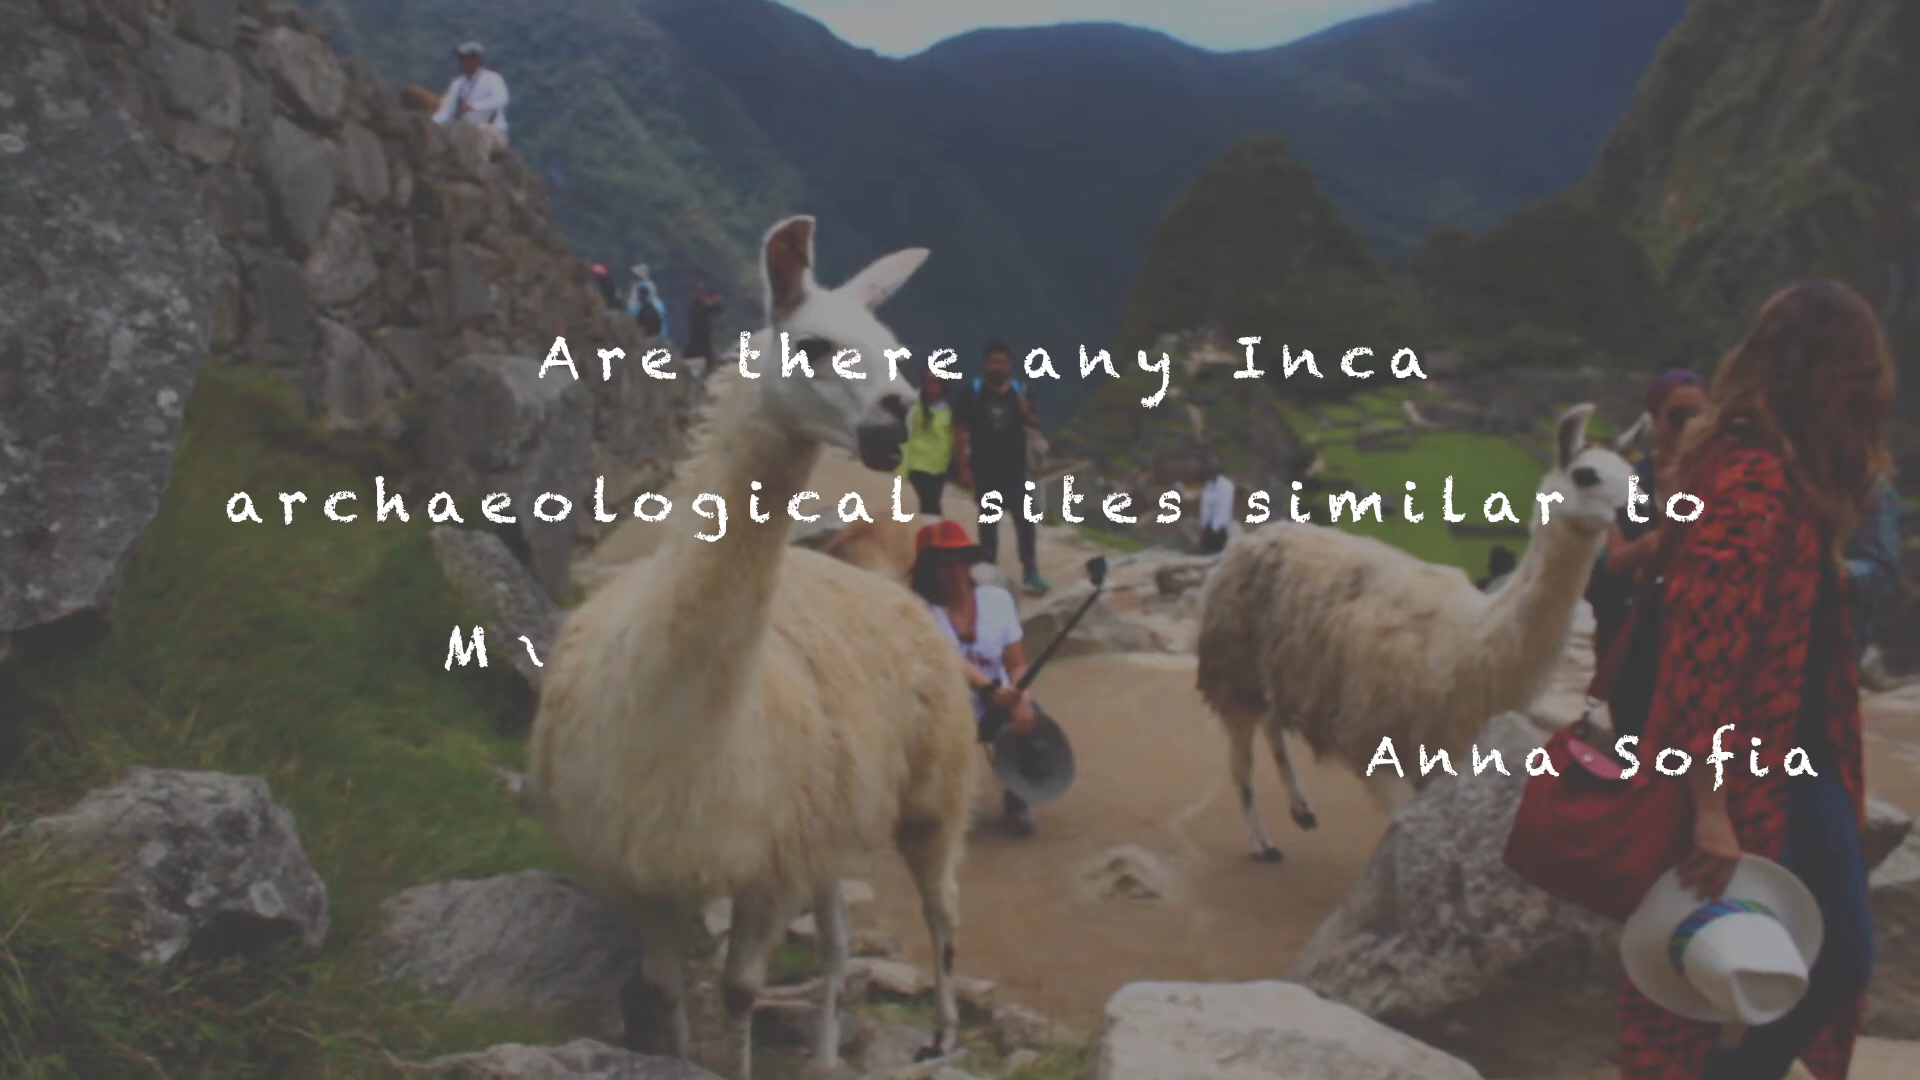 Are there any Inca
archaeological sites similar to
M
Anna Sofia